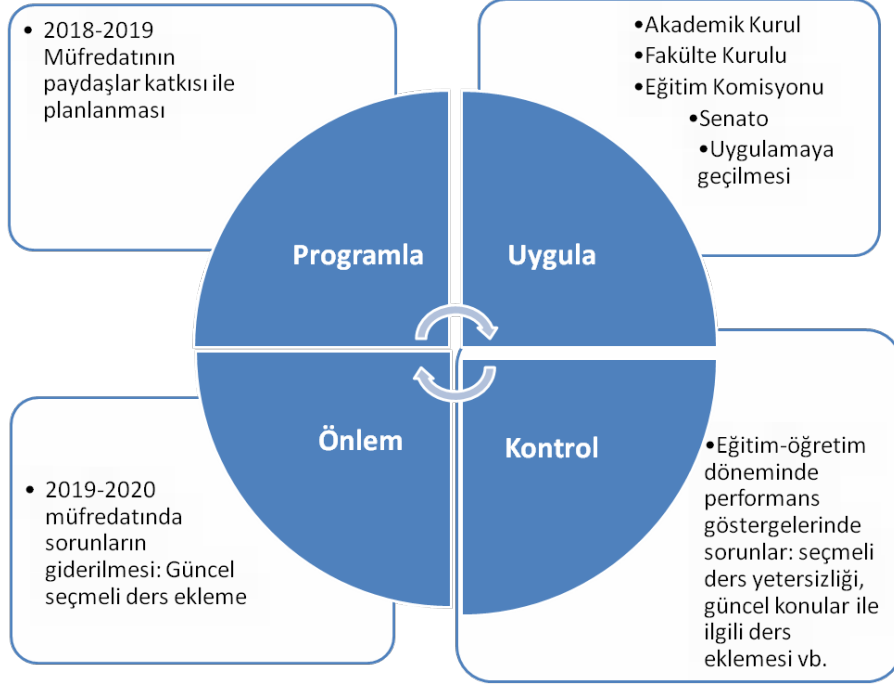 • 2018-2019
Müfredatının
paydaşlar katkısı ile
planlanması
•Akademik Kurul
•Fakülte Kurulu
•Eğitim Komisyonu
•Senato
•Uygulamaya
geçilmesi
Programla
Uygula
Önlem
Kontrol
• 2019-2020
müfredatında
sorunların
giderilmesi: Güncel
seçmeli ders ekleme
•Eğitim-öğretim
döneminde
performans
göstergelerinde
sorunlar: seçmeli
ders yetersizliği,
güncel konular ile
ilgili ders
eklemesi vb.